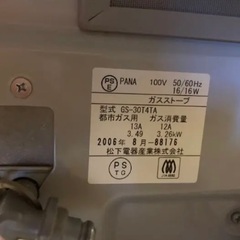 PS E PANA 100V 50/60Hz
16/16W
ガスストーブ
型式 GS-30T4TA
都市ガス用 ガス消費量
13A 12A
3.49 3.26kW
2006年 8月-88176
松下電器産業株式会社
PS
TG